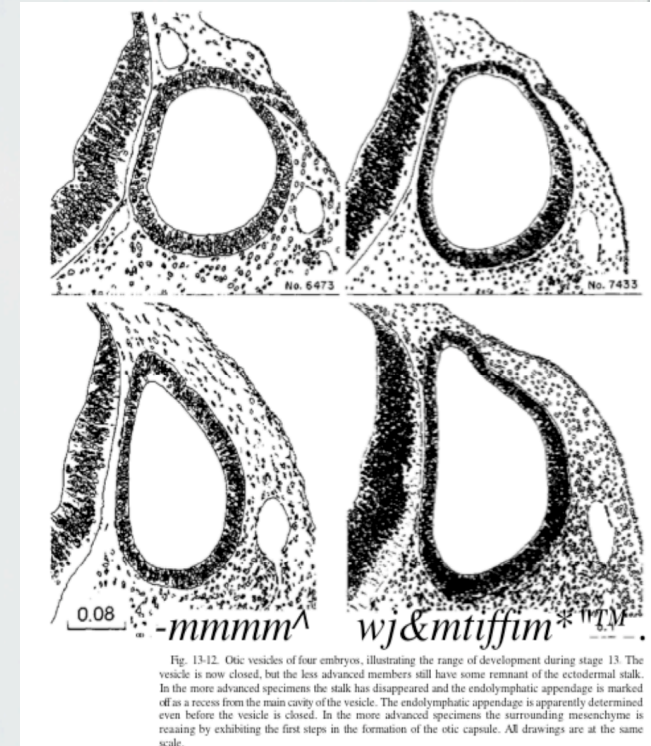 No. 6473
No. 7433
0.08
-mmmm^
wj&mtiffim*"TM .
Fig. 13-12. Otic vesicles of four embryos, illustrating the range of development during stage 13. The
vesicle is now closed, but the less advanced members still have some remnant of the ectodermal stalk.
In the more advanced specimens the stalk has disappeared and the endolymphatic appendage is marked
off as a recess from the main cavity of the vesicle. The endolymphatic appendage is apparently determined
even before the vesicle is closed. In the more advanced specimens the surrounding mesenchyme is
reaaing by exhibiting the first steps in the formation of the otic capsule. All drawings are at the same
scale.